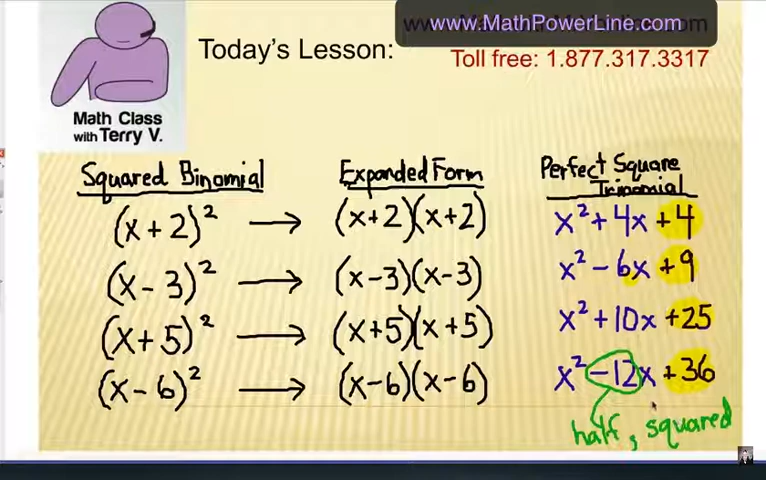 www.MathPowerLine.com
Today's Lesson:
Toll free: 1.877.317.3317
Math Class
with Terry V.
Squared Binomial
Expanded Form
Perfect Square
Trinomial
(x + 2)² → (x+2)(x+2) x² + 4x + 4
(x - 3)² → (x-3)(x-3) x² - 6x + 9
(x + 5)² → (x+5)(x+5) x² + 10x + 25
(x - 6)² → (x-6)(x-6) x² - 12x + 36
half, squared